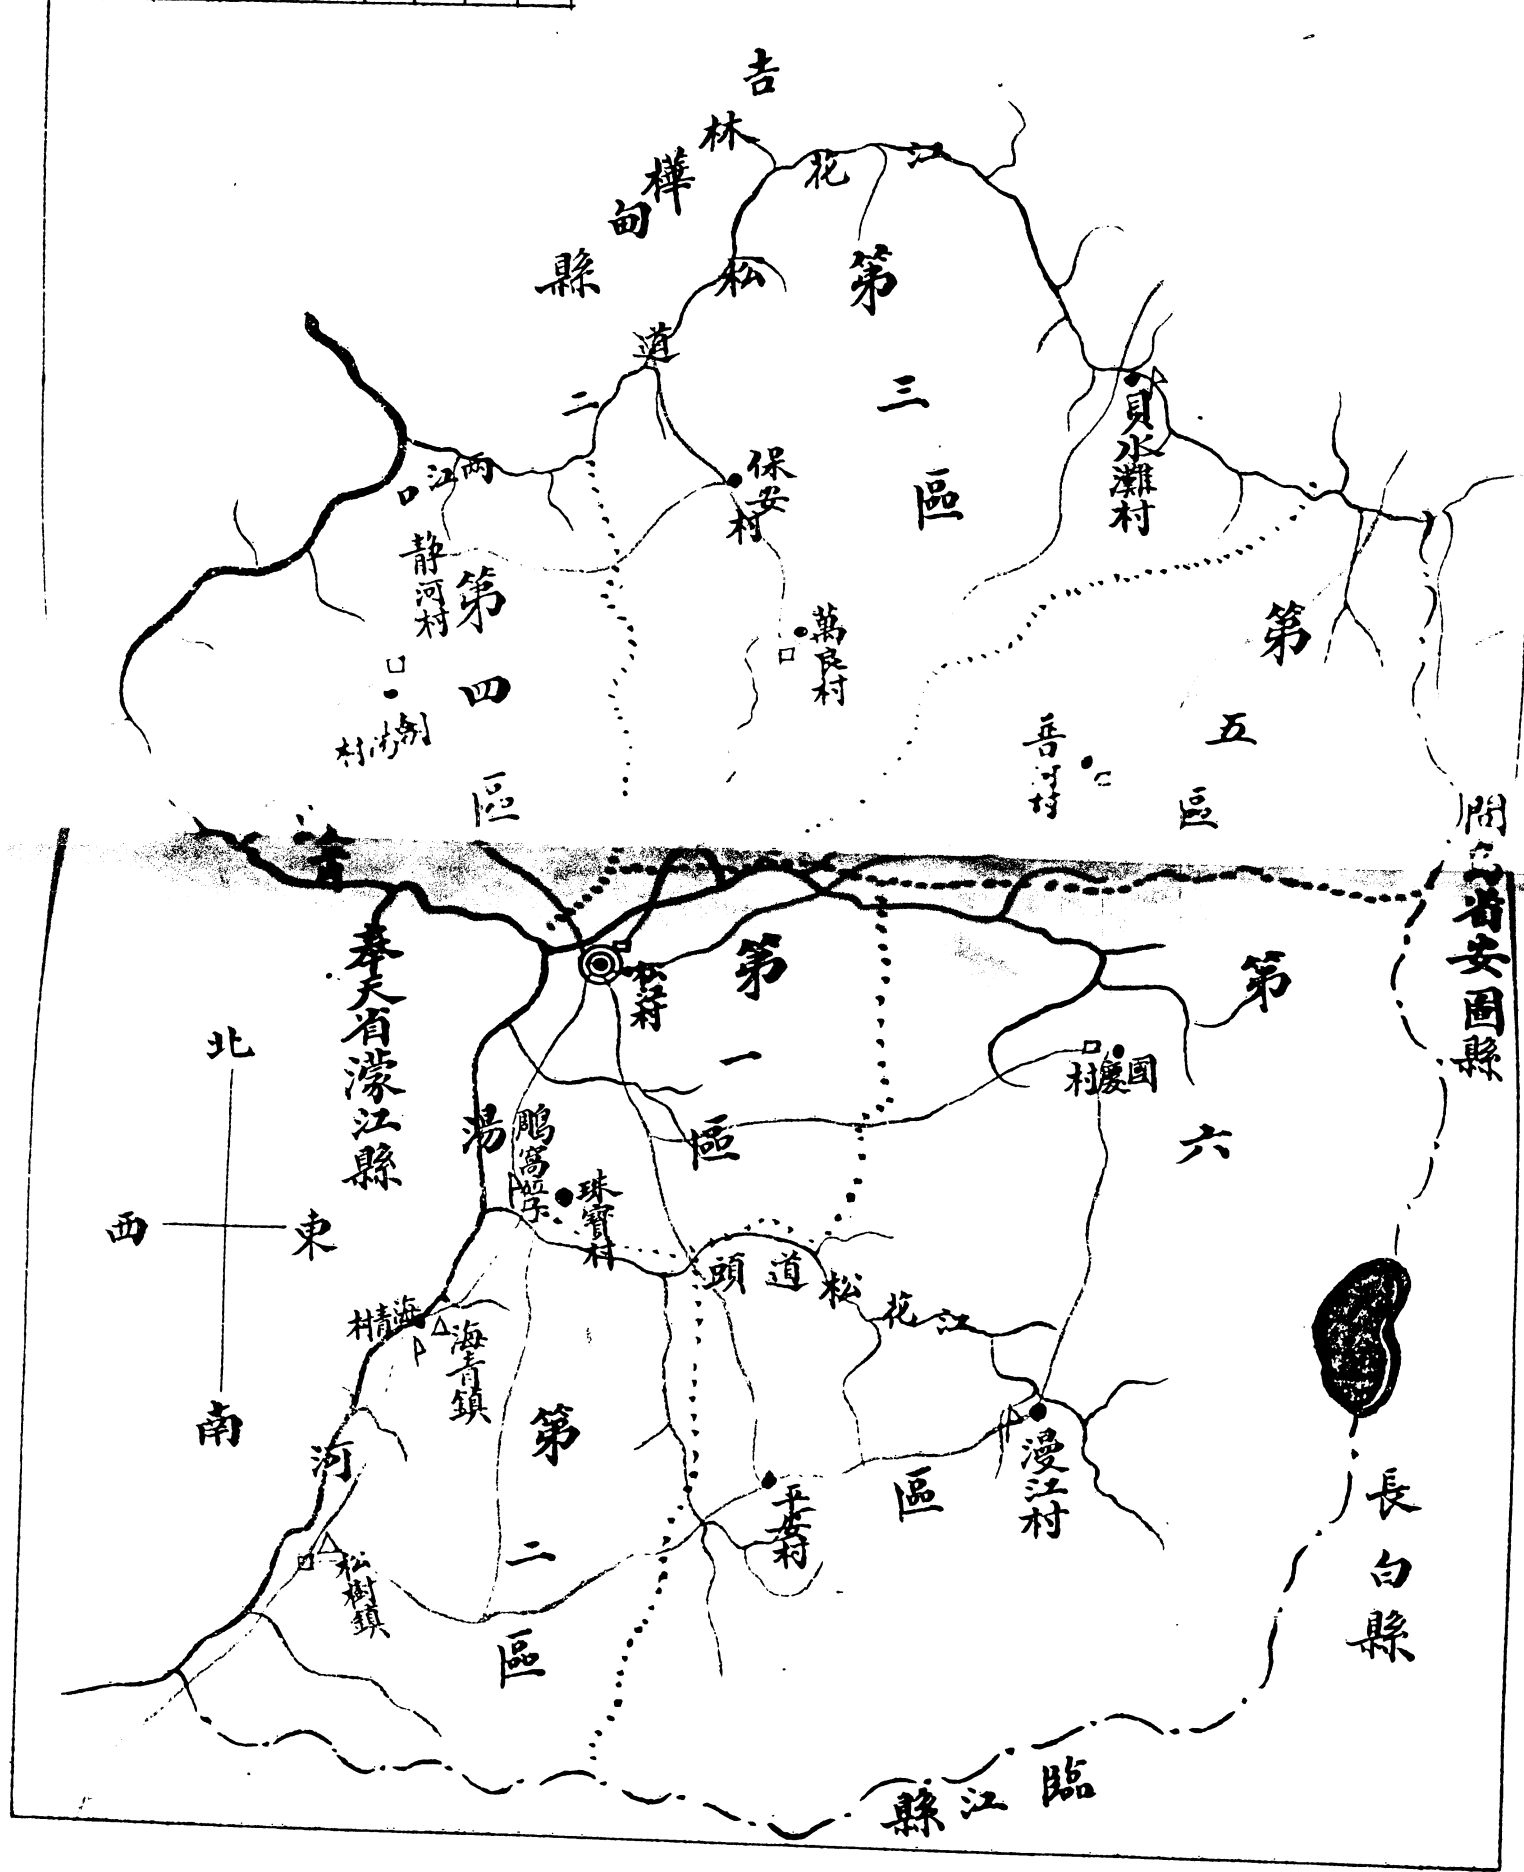 吉林樺甸縣
二道松花江
第三區
兩江口
保安村
貝水灘村
靜河村
第四區
萬良村
第五區
善河村
間島省安圖縣
奉天省濛江縣
松江村
第一區
第六區
國慶村
北
西
東
南
湯河
鵰窩砬子
珠寶村
頭道松花江
海青村
海青鎮
第二區
漫江村
平安村
松樹鎮
長白縣
臨江縣